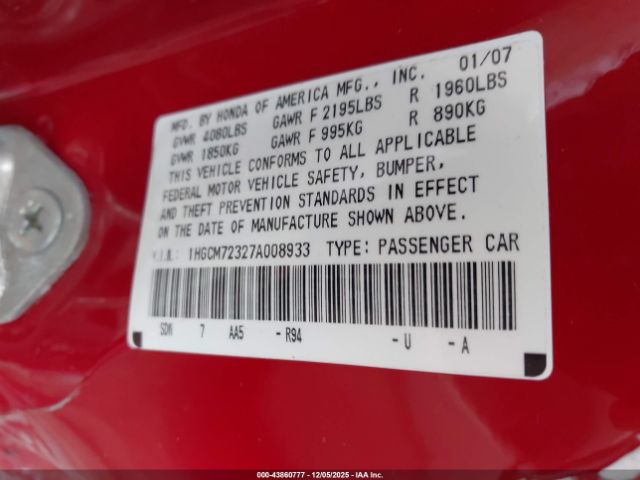 MFD. BY HONDA OF AMERICA MFG., INC. 01/07
GVWR 4080LBS GAWR F 2195LBS R 1960LBS
GVWR 1850KG GAWR F 995KG R 890KG
THIS VEHICLE CONFORMS TO ALL APPLICABLE
FEDERAL MOTOR VEHICLE SAFETY, BUMPER,
AND THEFT PREVENTION STANDARDS IN EFFECT
ON THE DATE OF MANUFACTURE SHOWN ABOVE.
V.I.N.: 1HGCM72327A008933 TYPE: PASSENGER CAR
SDN 7 AA5 - R94 - U - A
000-43860777 - 12/05/2025 - IAA Inc.